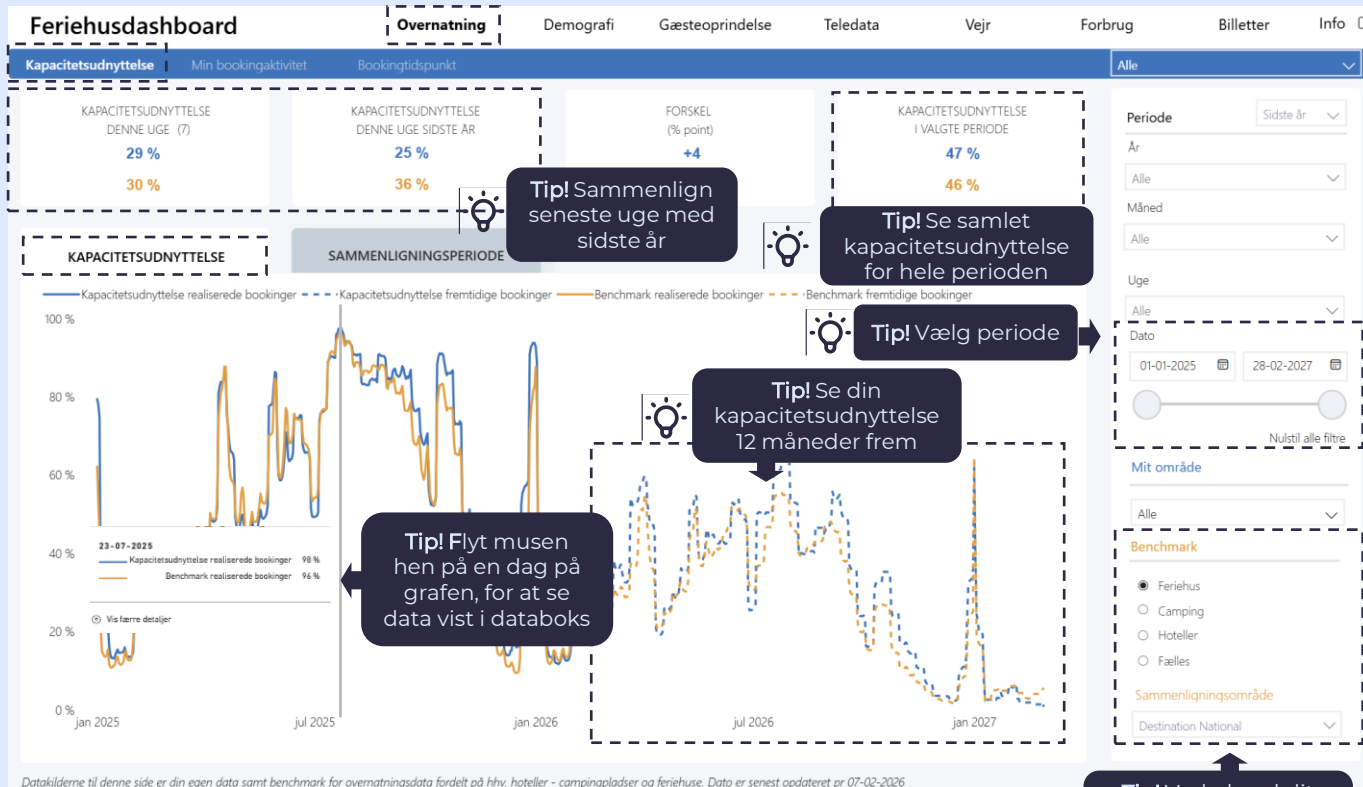 Feriehusdashboard
Overnatning
Demografi
Gæsteoprindelse
Teledata
Vejr
Forbrug
Billetter
Info
Kapacitetsudnyttelse
Min bookingaktivitet
Bookingtidspunkt
Alle
KAPACITETSUDNYTTELSE
DENNE UGE (7)
29 %
30 %
KAPACITETSUDNYTTELSE
DENNE UGE SIDSTE ÅR
25 %
36 %
FORSKEL
(% point)
+4
KAPACITETSUDNYTTELSE
I VALGTE PERIODE
47 %
46 %
Tip! Sammenlign
seneste uge med
sidste år
Tip! Se samlet
kapacitetsudnyttelse
for hele perioden
KAPACITETSUDNYTTELSE
SAMMENLIGNINGSPERIODE
Kapacitetsudnyttelse realiserede bookinger
Kapacitetsudnyttelse fremtidige bookinger
Benchmark realiserede bookinger
Benchmark fremtidige bookinger
100 %
80 %
60 %
40 %
20 %
0 %
jan 2025
jul 2025
jan 2026
jul 2026
jan 2027
Tip! Vælg periode
Tip! Se din
kapacitetsudnyttelse
12 måneder frem
23-07-2025
Kapacitetsudnyttelse realiserede bookinger 98 %
Benchmark realiserede bookinger 96 %
Vis færre detaljer
Tip! Flyt musen
hen på en dag på
grafen, for at se
data vist i databoks
Periode
Sidste år
År
Alle
Måned
Alle
Uge
Alle
Dato
01-01-2025
28-02-2027
Nulstil alle filtre
Mit område
Alle
Benchmark
Feriehus
Camping
Hoteller
Fælles
Sammenligningsområde
Destination National
Datakilderne til denne side er din egen data samt benchmark for overnatningsdata fordelt på hhv. hoteller - campingpladser og feriehuse. Dato er senest opdateret pr 07-02-2026